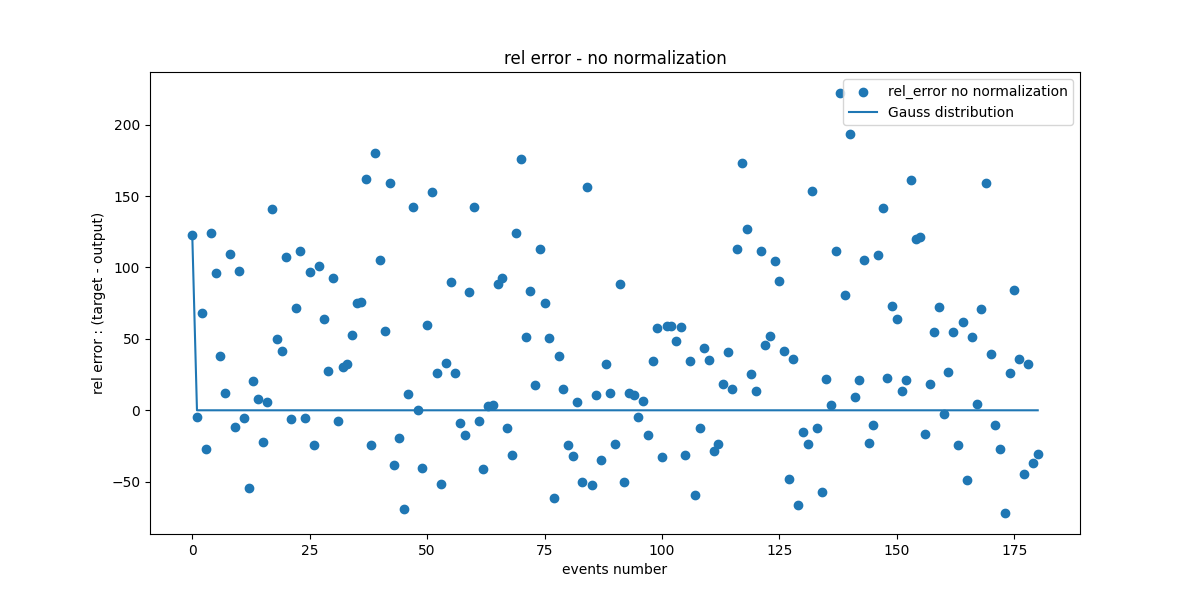 rel error - no normalization
rel_error no normalization
Gauss distribution
rel error : (target - output)
200
150
100
50
0
−50
0
25
50
75
100
125
150
175
events number